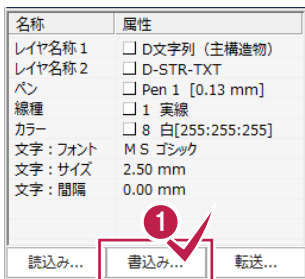 名称 属性
レイヤ名称 1 D文字列（主構造物）
レイヤ名称 2 D-STR-TXT
ペン Pen 1 [0.13 mm]
線種 1 実線
カラー 8 白[255:255:255]
文字：フォント ＭＳ ゴシック
文字：サイズ 2.50 mm
文字：間隔 0.00 mm
1
読込み... 書込み... 転送...